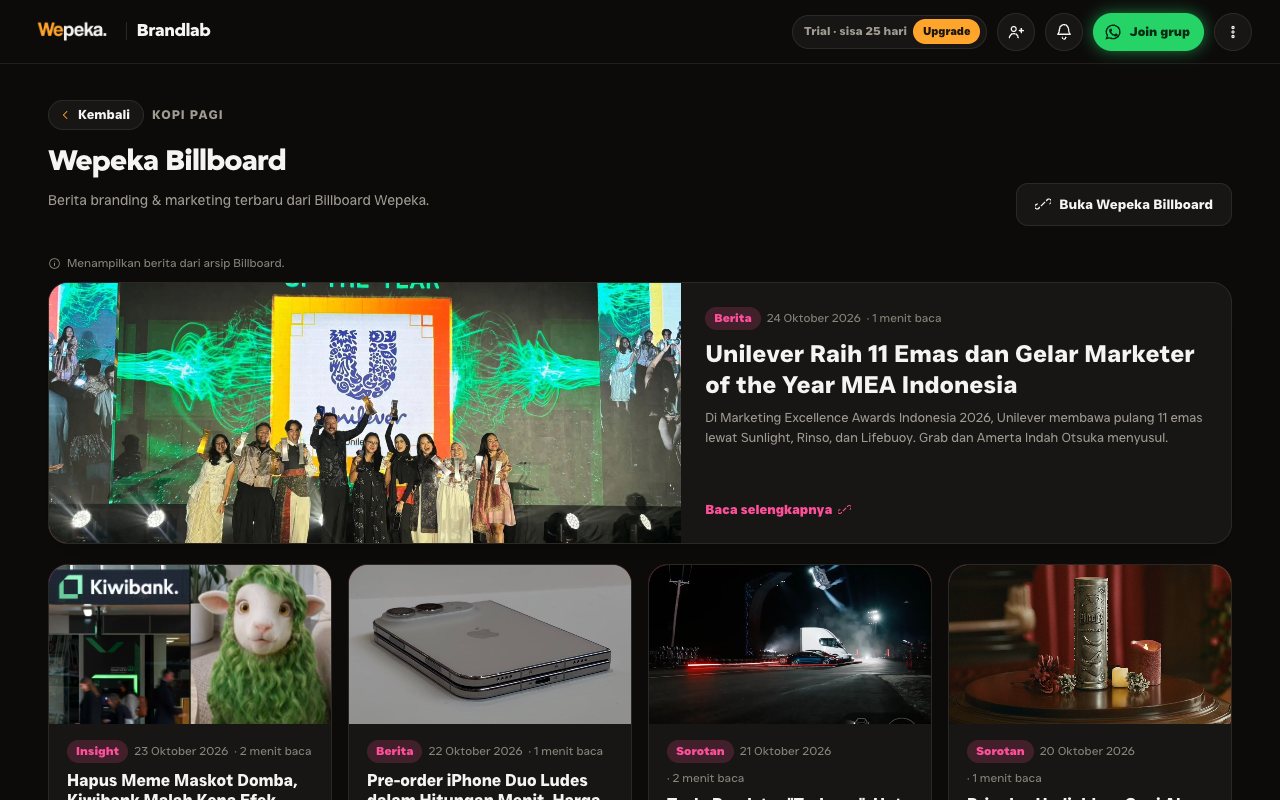 Wepeka.
Brandlab
Trial · sisa 25 hari
Upgrade
Join grup
Kembali
KOPI PAGI
Wepeka Billboard
Berita branding & marketing terbaru dari Billboard Wepeka.
Buka Wepeka Billboard
Menampilkan berita dari arsip Billboard.
OF THE YEAR
Unilever
Berita
24 Oktober 2026 · 1 menit baca
Unilever Raih 11 Emas dan Gelar Marketer
of the Year MEA Indonesia
Di Marketing Excellence Awards Indonesia 2026, Unilever membawa pulang 11 emas
lewat Sunlight, Rinso, dan Lifebuoy. Grab dan Amerta Indah Otsuka menyusul.
Baca selengkapnya
Kiwibank.
Insight
23 Oktober 2026 · 2 menit baca
Hapus Meme Maskot Domba,
Berita
22 Oktober 2026 · 1 menit baca
Pre-order iPhone Duo Ludes
Sorotan
21 Oktober 2026
· 2 menit baca
Sorotan
20 Oktober 2026
· 1 menit baca